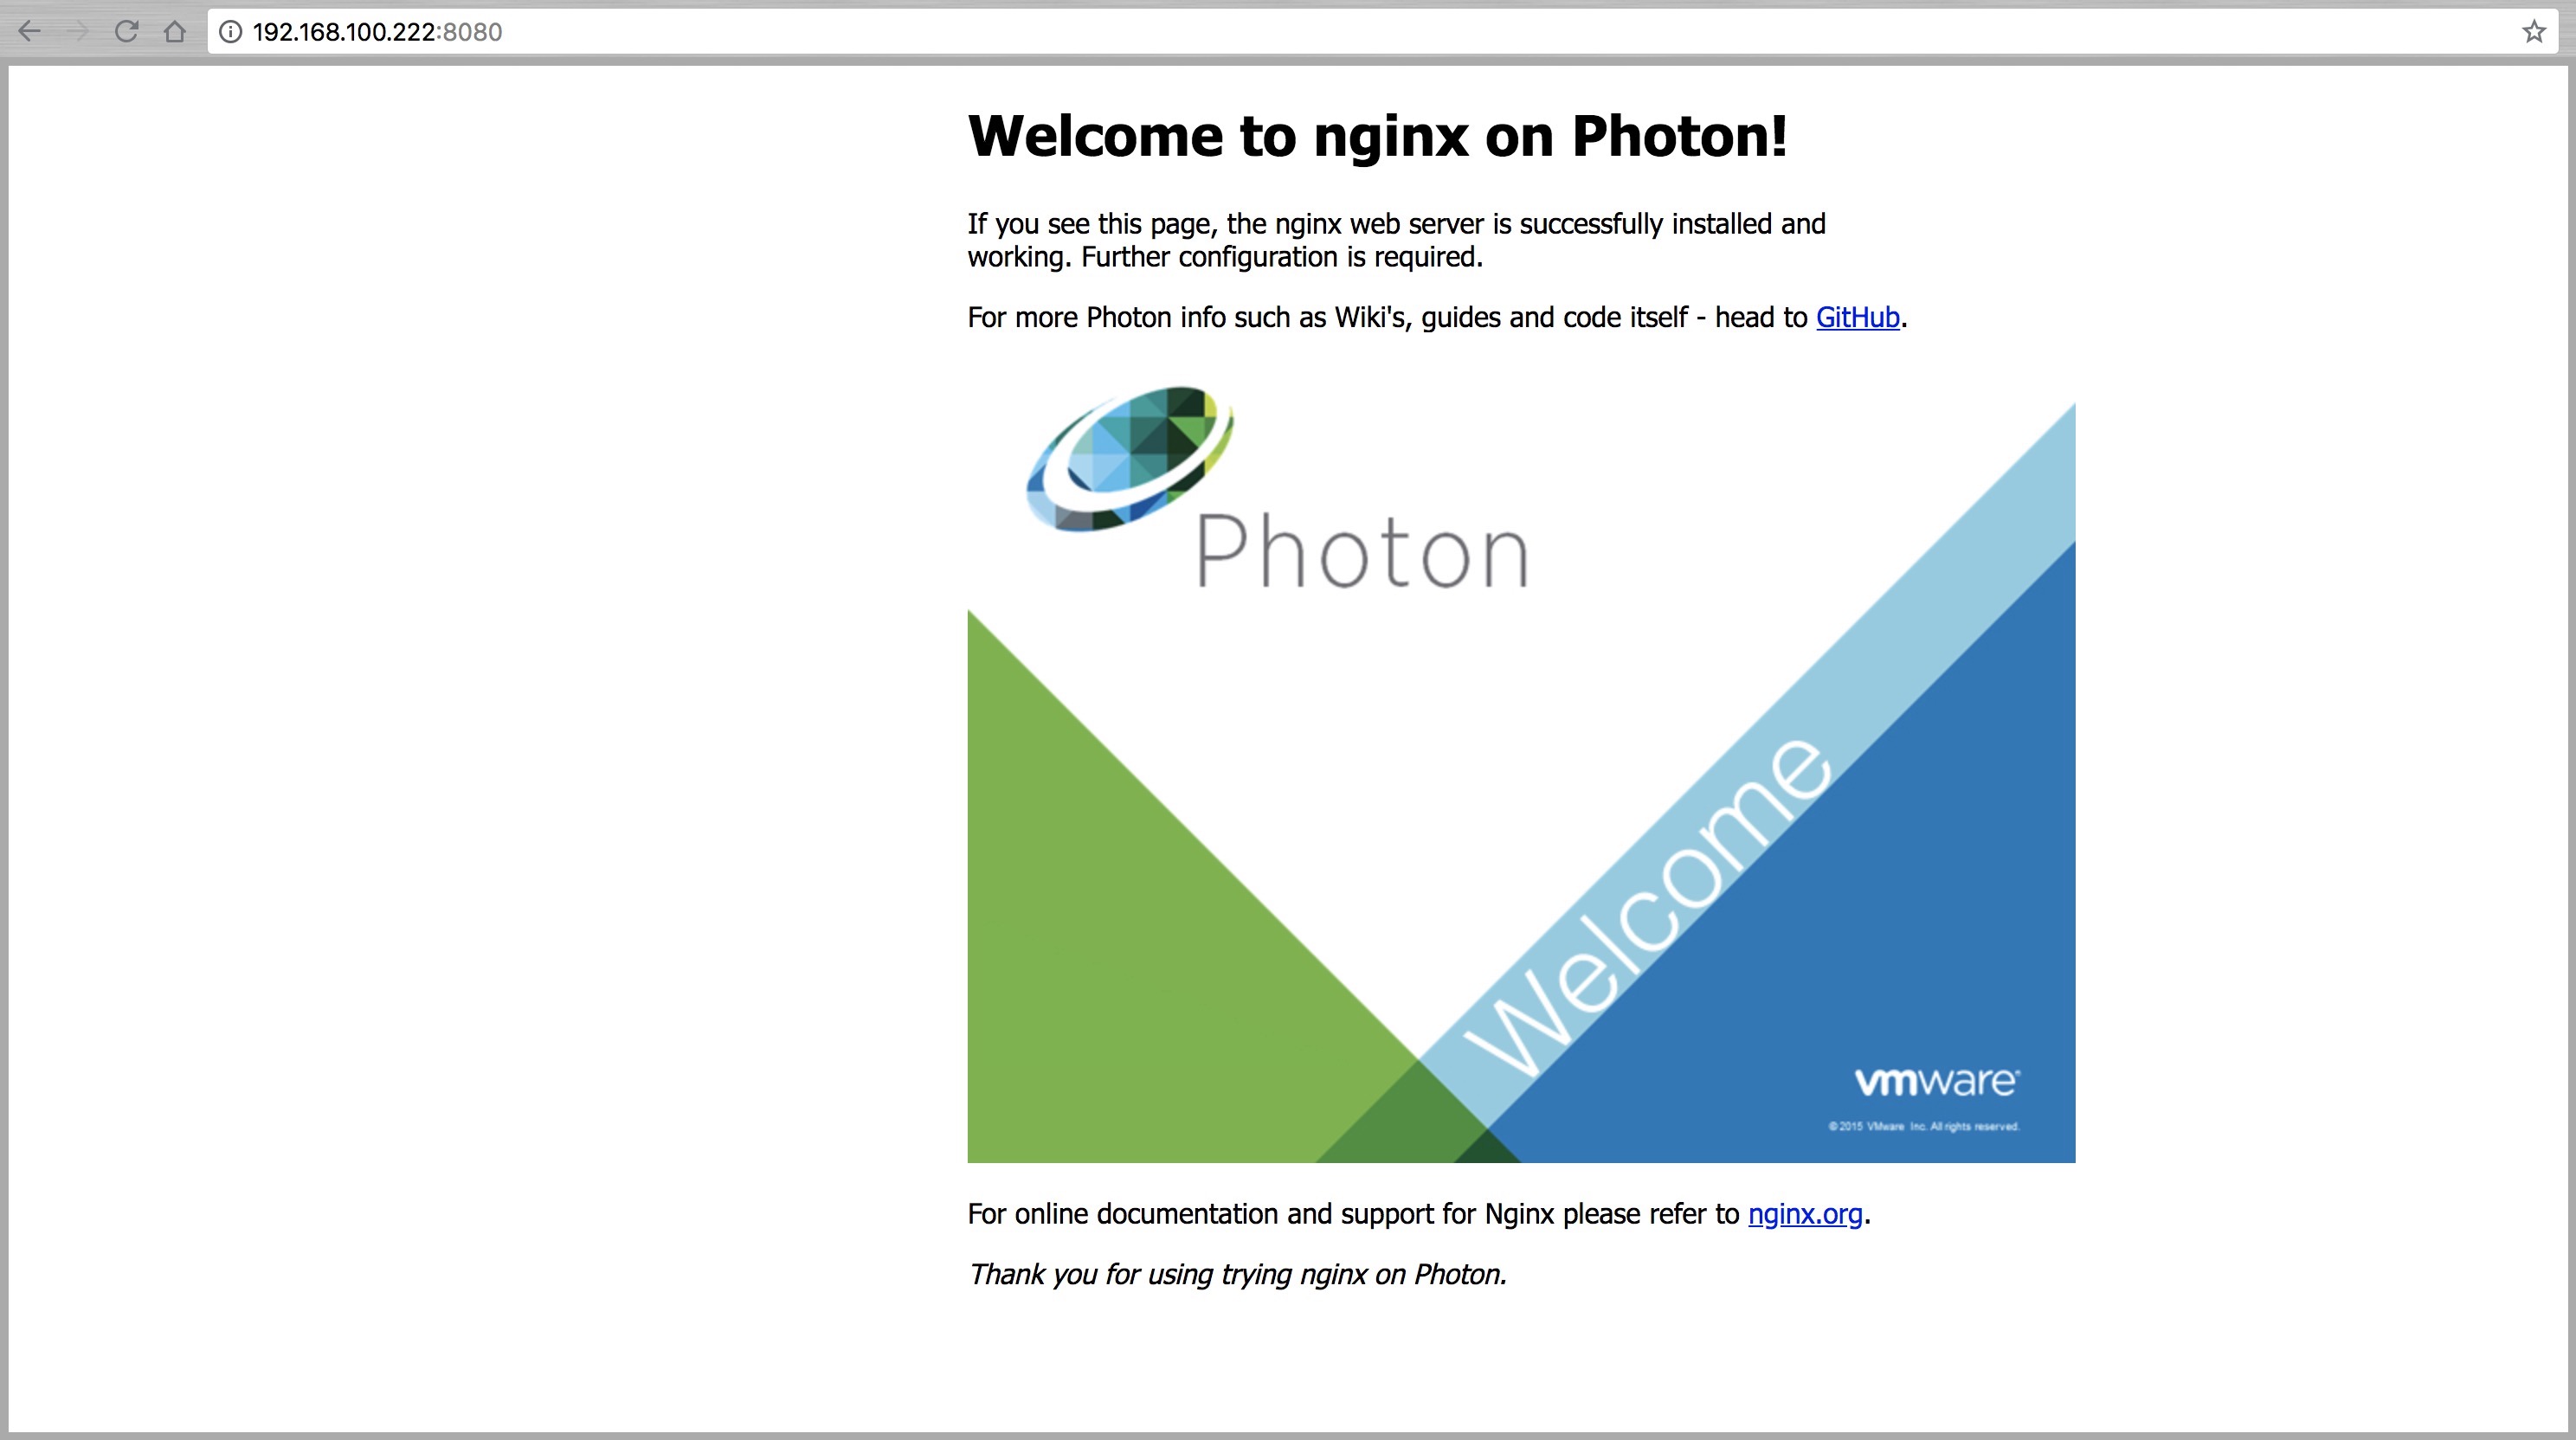 192.168.100.222:8080
Welcome to nginx on Photon!
If you see this page, the nginx web server is successfully installed and
working. Further configuration is required.
For more Photon info such as Wiki's, guides and code itself - head to GitHub.
Photon
Welcome
vmware®
©2015 VMware Inc. All rights reserved.
For online documentation and support for Nginx please refer to nginx.org.
Thank you for using trying nginx on Photon.